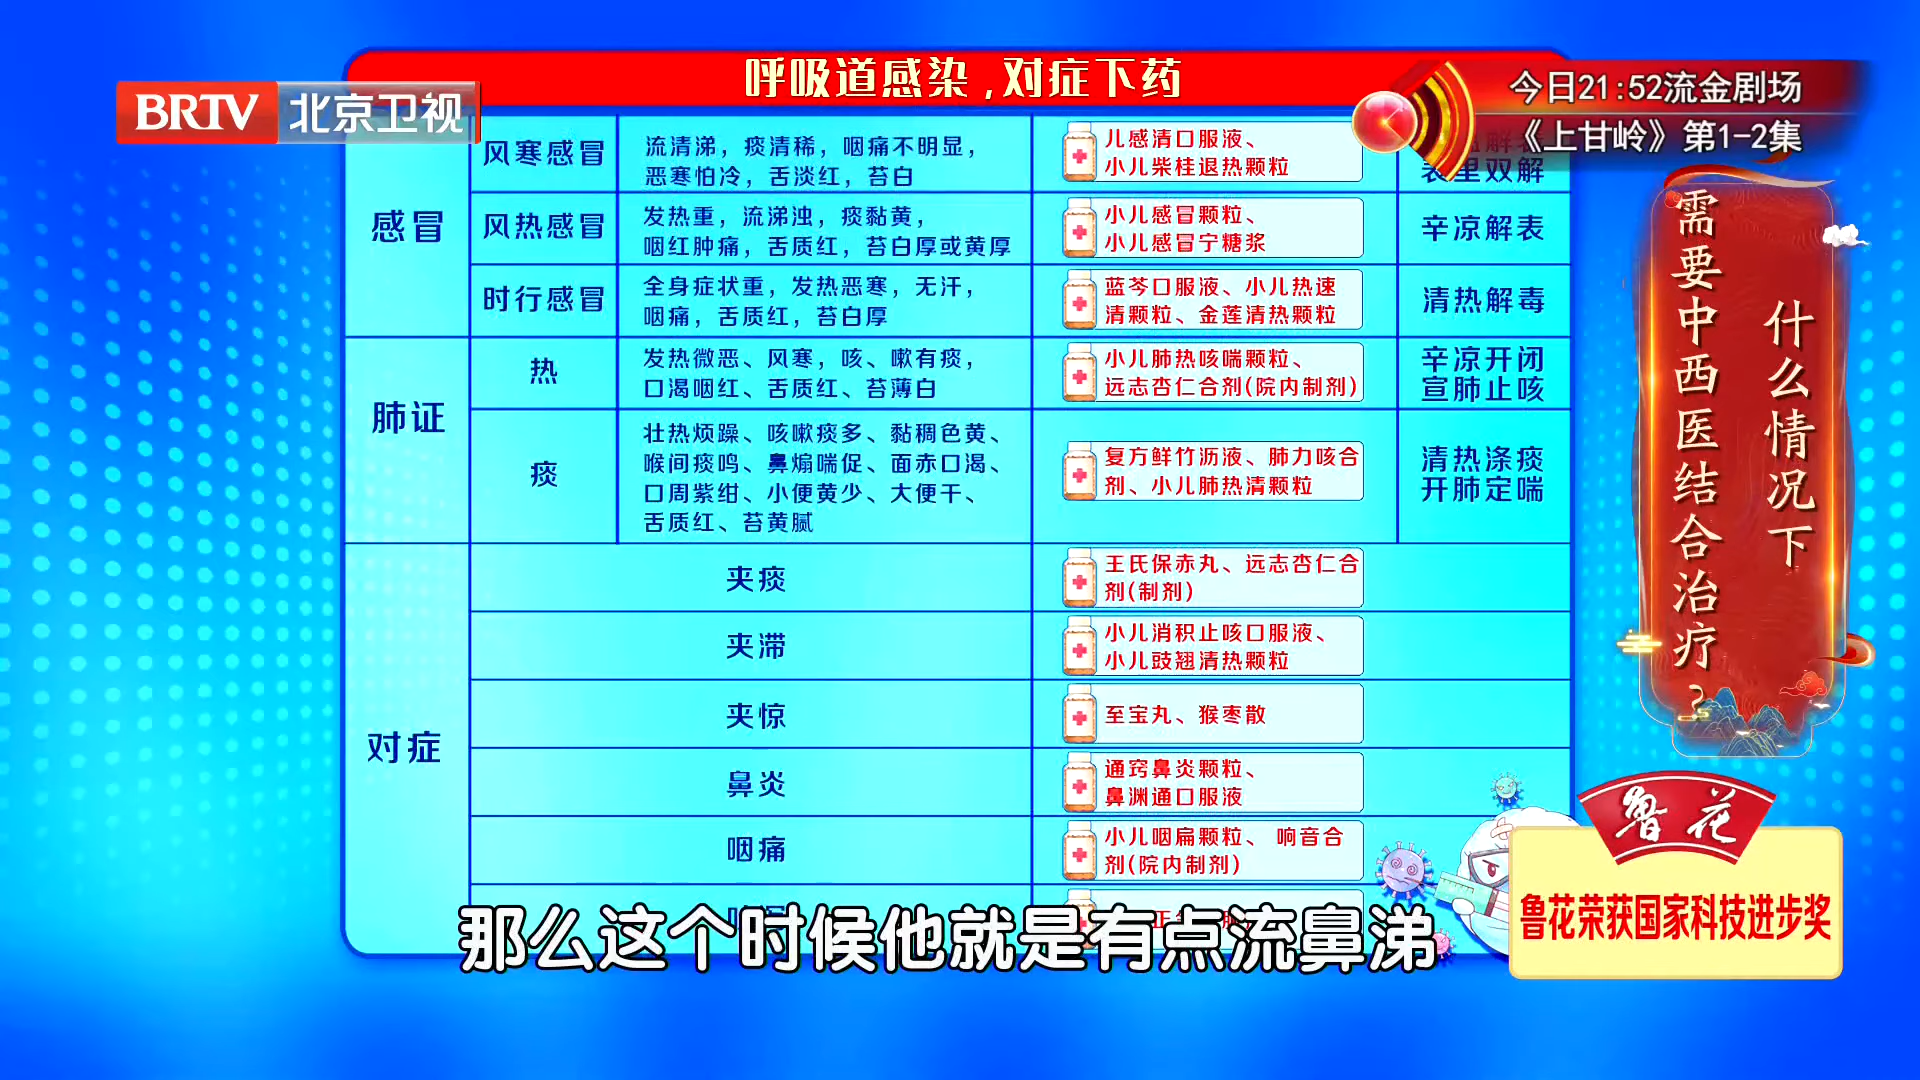 呼吸道感染,对症下药
BRTV 北京卫视
今日21:52流金剧场
《上甘岭》第1-2集
感冒
风寒感冒
流清涕，痰清稀，咽痛不明显，
恶寒怕冷，舌淡红，苔白
儿感清口服液、
小儿柴桂退热颗粒
表里双解
风热感冒
发热重，流涕浊，痰黏黄，
咽红肿痛，舌质红，苔白厚或黄厚
小儿感冒颗粒、
小儿感冒宁糖浆
辛凉解表
时行感冒
全身症状重，发热恶寒，无汗，
咽痛，舌质红，苔白厚
蓝芩口服液、小儿热速
清颗粒、金莲清热颗粒
清热解毒
肺证
热
发热微恶、风寒，咳、嗽有痰，
口渴咽红、舌质红、苔薄白
小儿肺热咳喘颗粒、
远志杏仁合剂(院内制剂)
辛凉开闭
宣肺止咳
痰
壮热烦躁、咳嗽痰多、黏稠色黄、
喉间痰鸣、鼻煽喘促、面赤口渴、
口周紫绀、小便黄少、大便干、
舌质红、苔黄腻
复方鲜竹沥液、肺力咳合
剂、小儿肺热清颗粒
清热涤痰
开肺定喘
对症
夹痰
王氏保赤丸、远志杏仁合
剂(制剂)
夹滞
小儿消积止咳口服液、
小儿豉翘清热颗粒
夹惊
至宝丸、猴枣散
鼻炎
通窍鼻炎颗粒、
鼻渊通口服液
咽痛
小儿咽扁颗粒、 响音合
剂(院内制剂)
什么情况下
需要中西医结合治疗?
鲁花
鲁花荣获国家科技进步奖
那么这个时候他就是有点流鼻涕